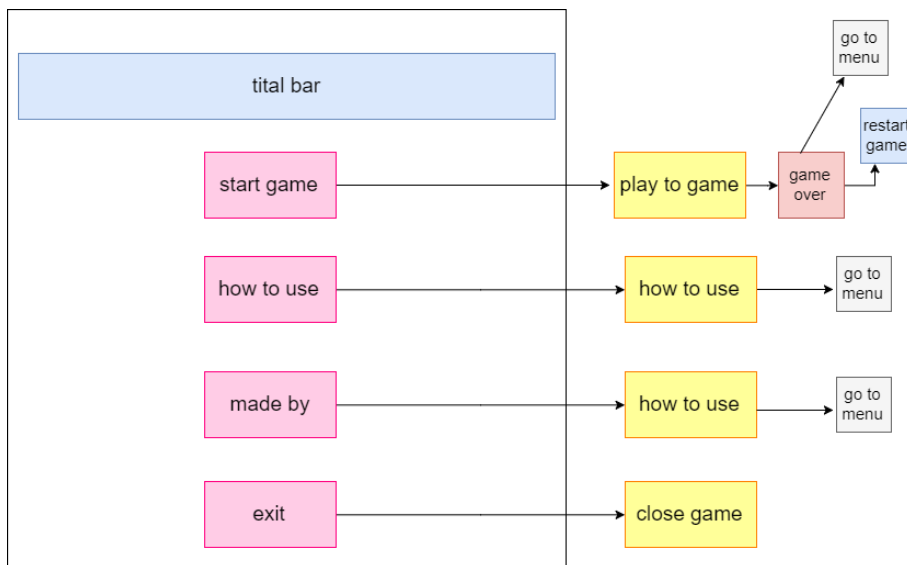 go to
menu
tital bar
restart
game
start game
play to game
game
over
how to use
how to use
go to
menu
made by
how to use
go to
menu
exit
close game